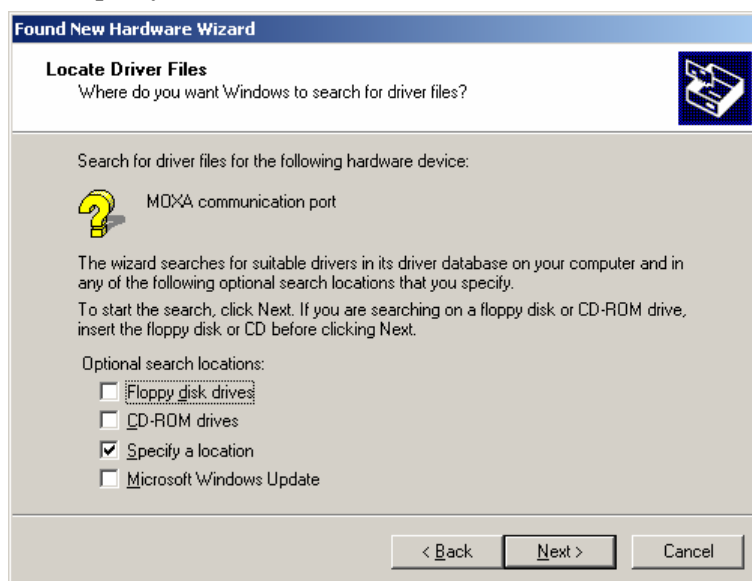 Found New Hardware Wizard
Locate Driver Files
Where do you want Windows to search for driver files?
Search for driver files for the following hardware device:
MOXA communication port
The wizard searches for suitable drivers in its driver database on your computer and in
any of the following optional search locations that you specify.
To start the search, click Next. If you are searching on a floppy disk or CD-ROM drive,
insert the floppy disk or CD before clicking Next.
Optional search locations:
Floppy disk drives
CD-ROM drives
Specify a location
Microsoft Windows Update
< Back Next > Cancel